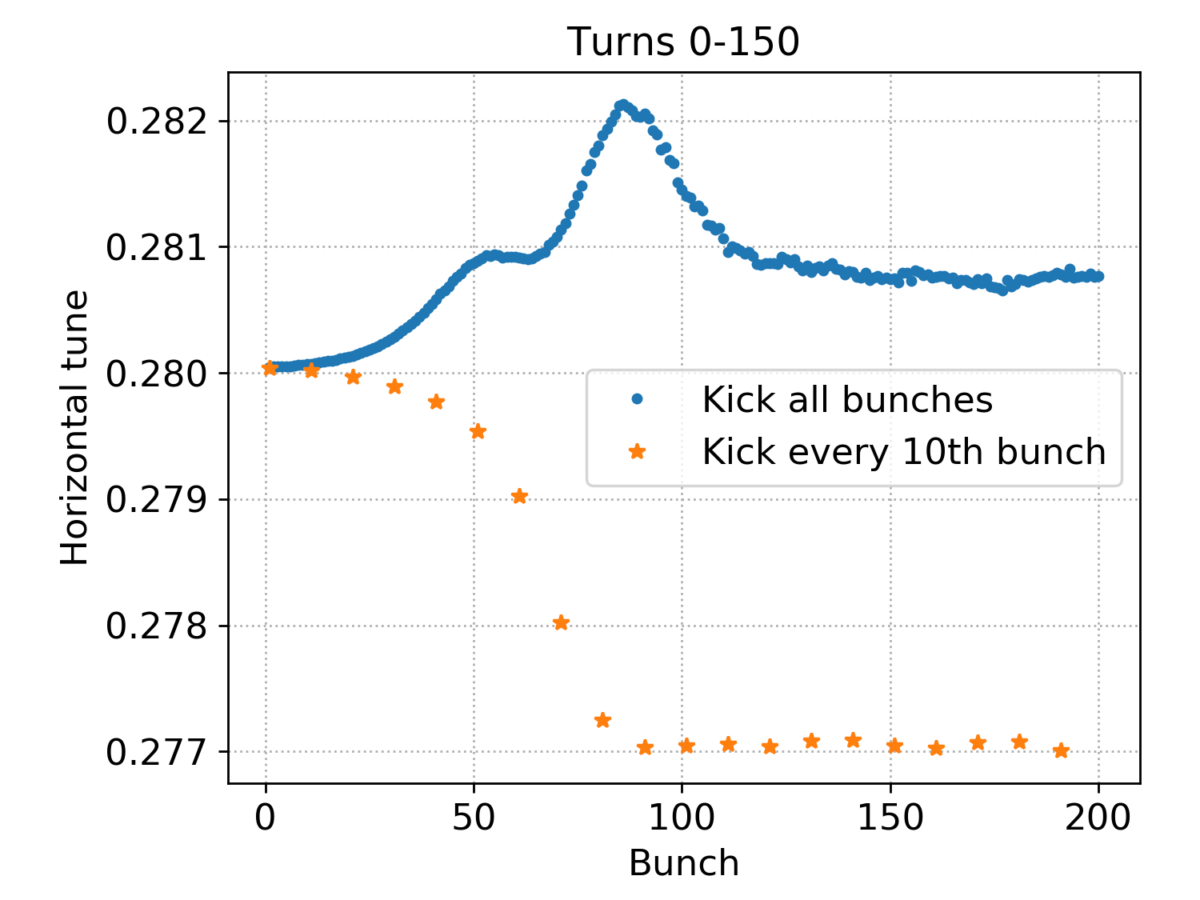 Turns 0-150
0.282
0.281
0.280
0.279
0.278
0.277
Horizontal tune
Kick all bunches
Kick every 10th bunch
0 50 100 150 200
Bunch